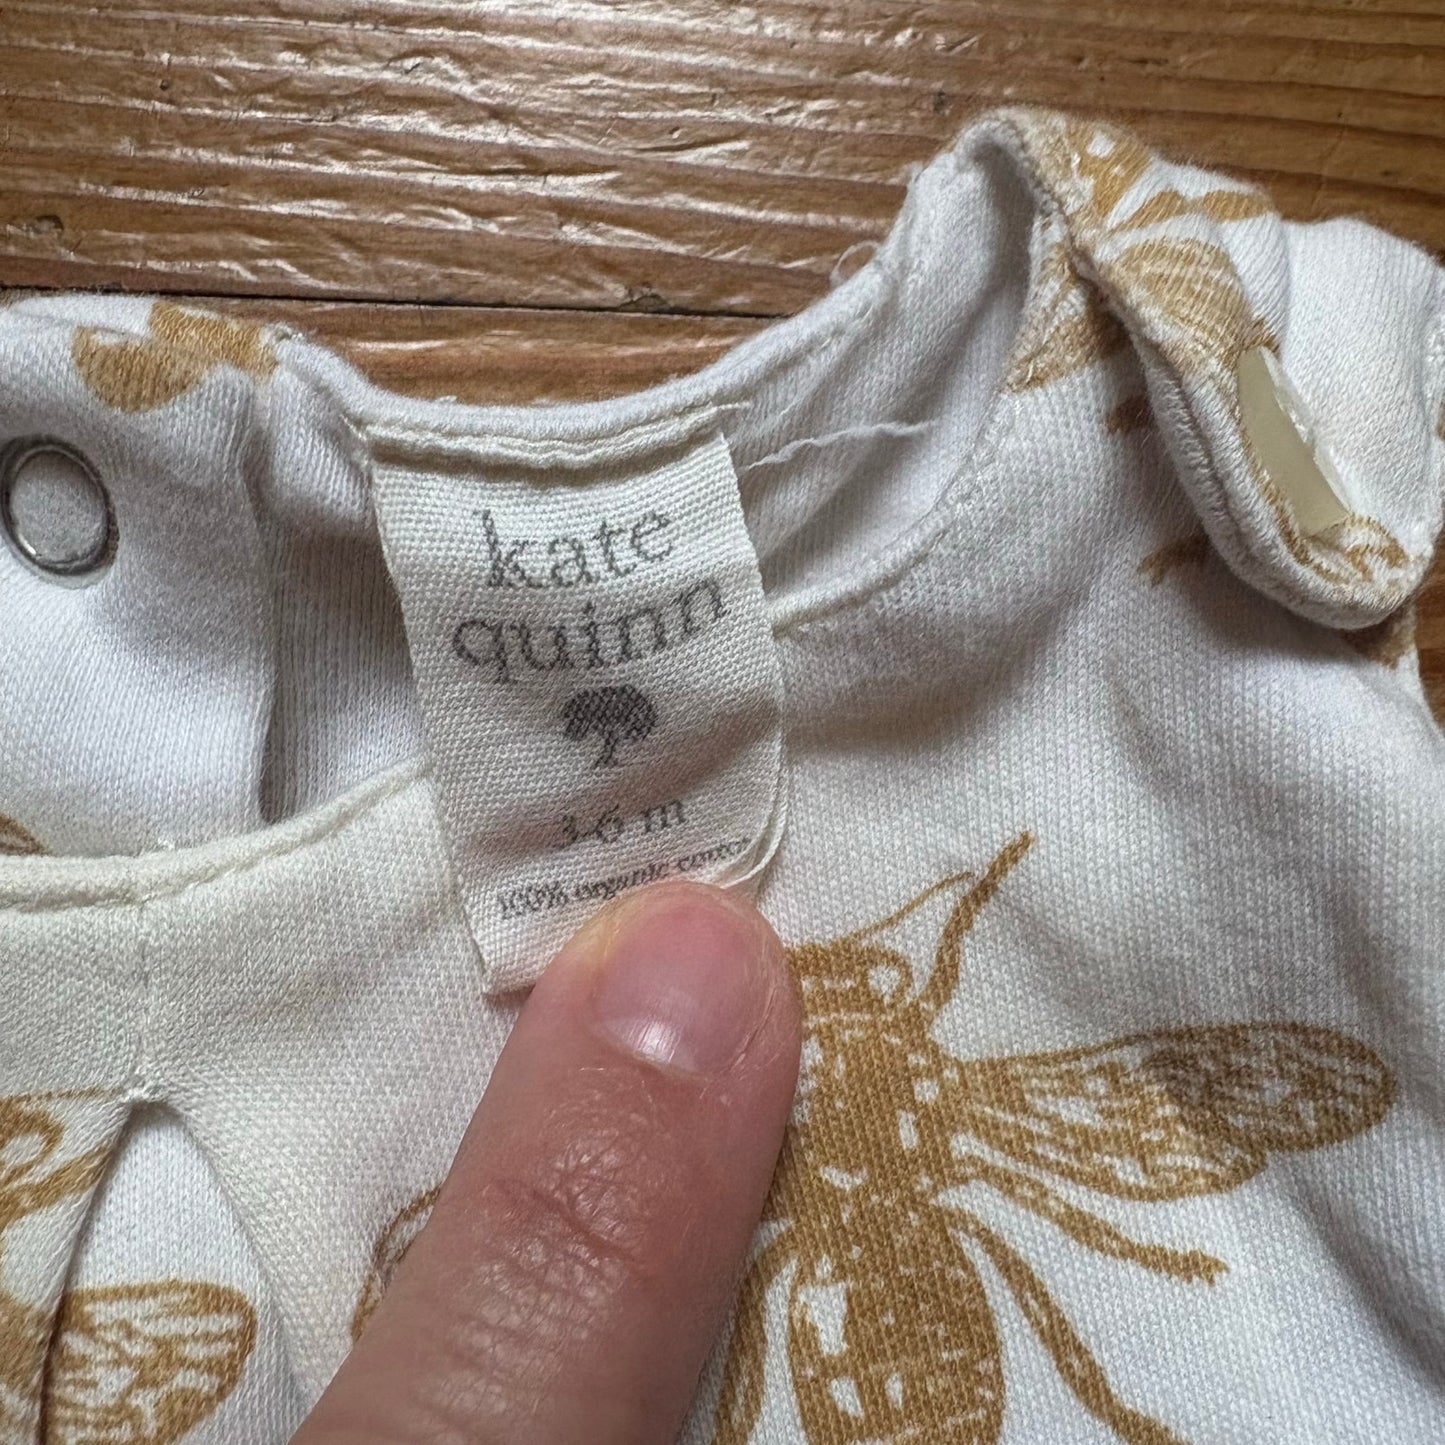 kate
quinn
3-6 m
100% organic cotton